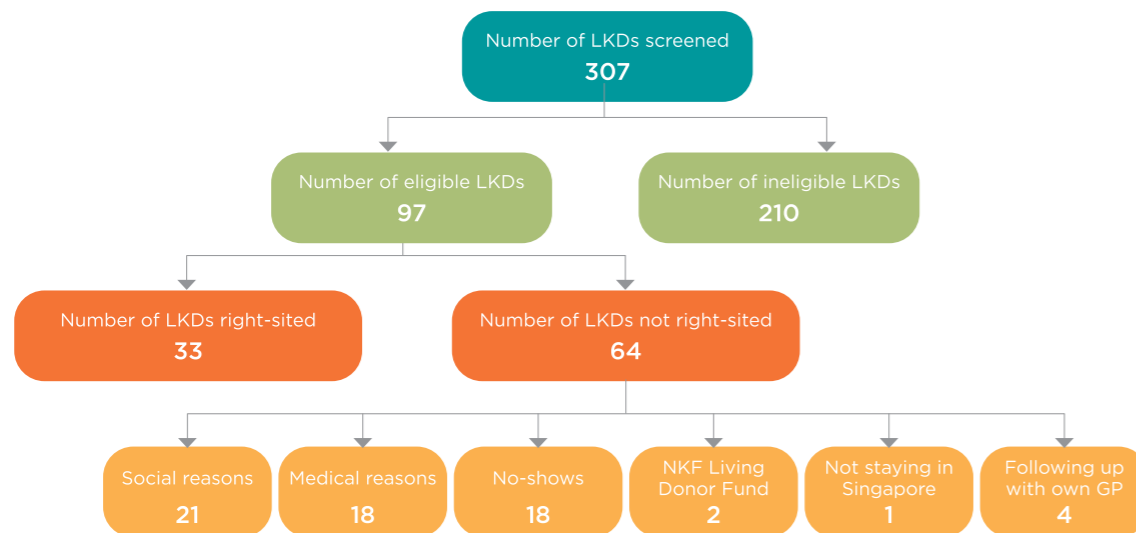 Number of LKDs screened
307
Number of eligible LKDs
97
Number of ineligible LKDs
210
Number of LKDs right-sited
33
Number of LKDs not right-sited
64
Social reasons
21
Medical reasons
18
No-shows
18
NKF Living
Donor Fund
2
Not staying in
Singapore
1
Following up
with own GP
4